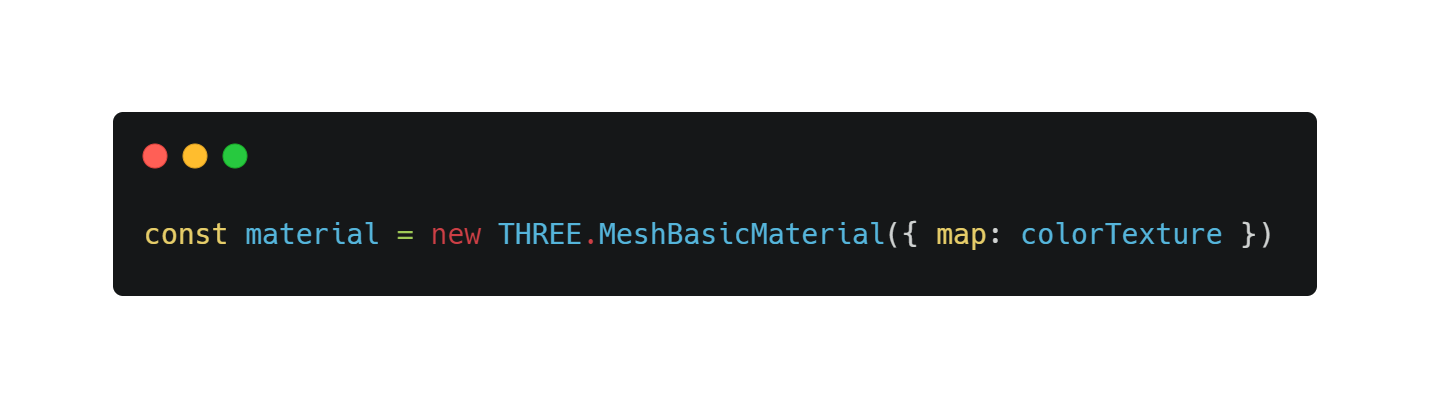 const material = new THREE.MeshBasicMaterial({ map: colorTexture })